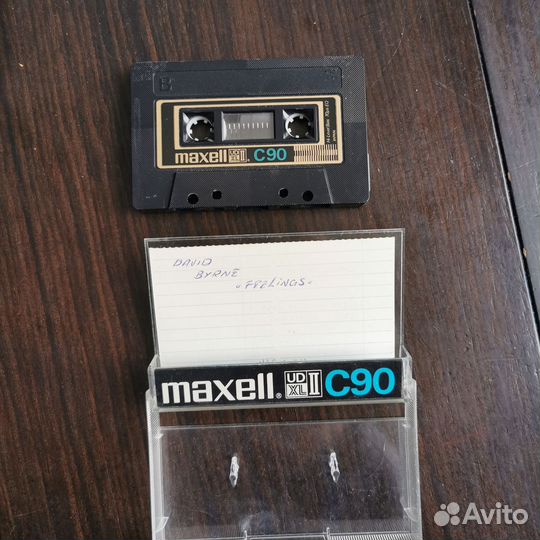 B
maxell UD XL II C90
DAVID
BYRNE
"FEELINGS"
maxell® UD XL II C90
Avito